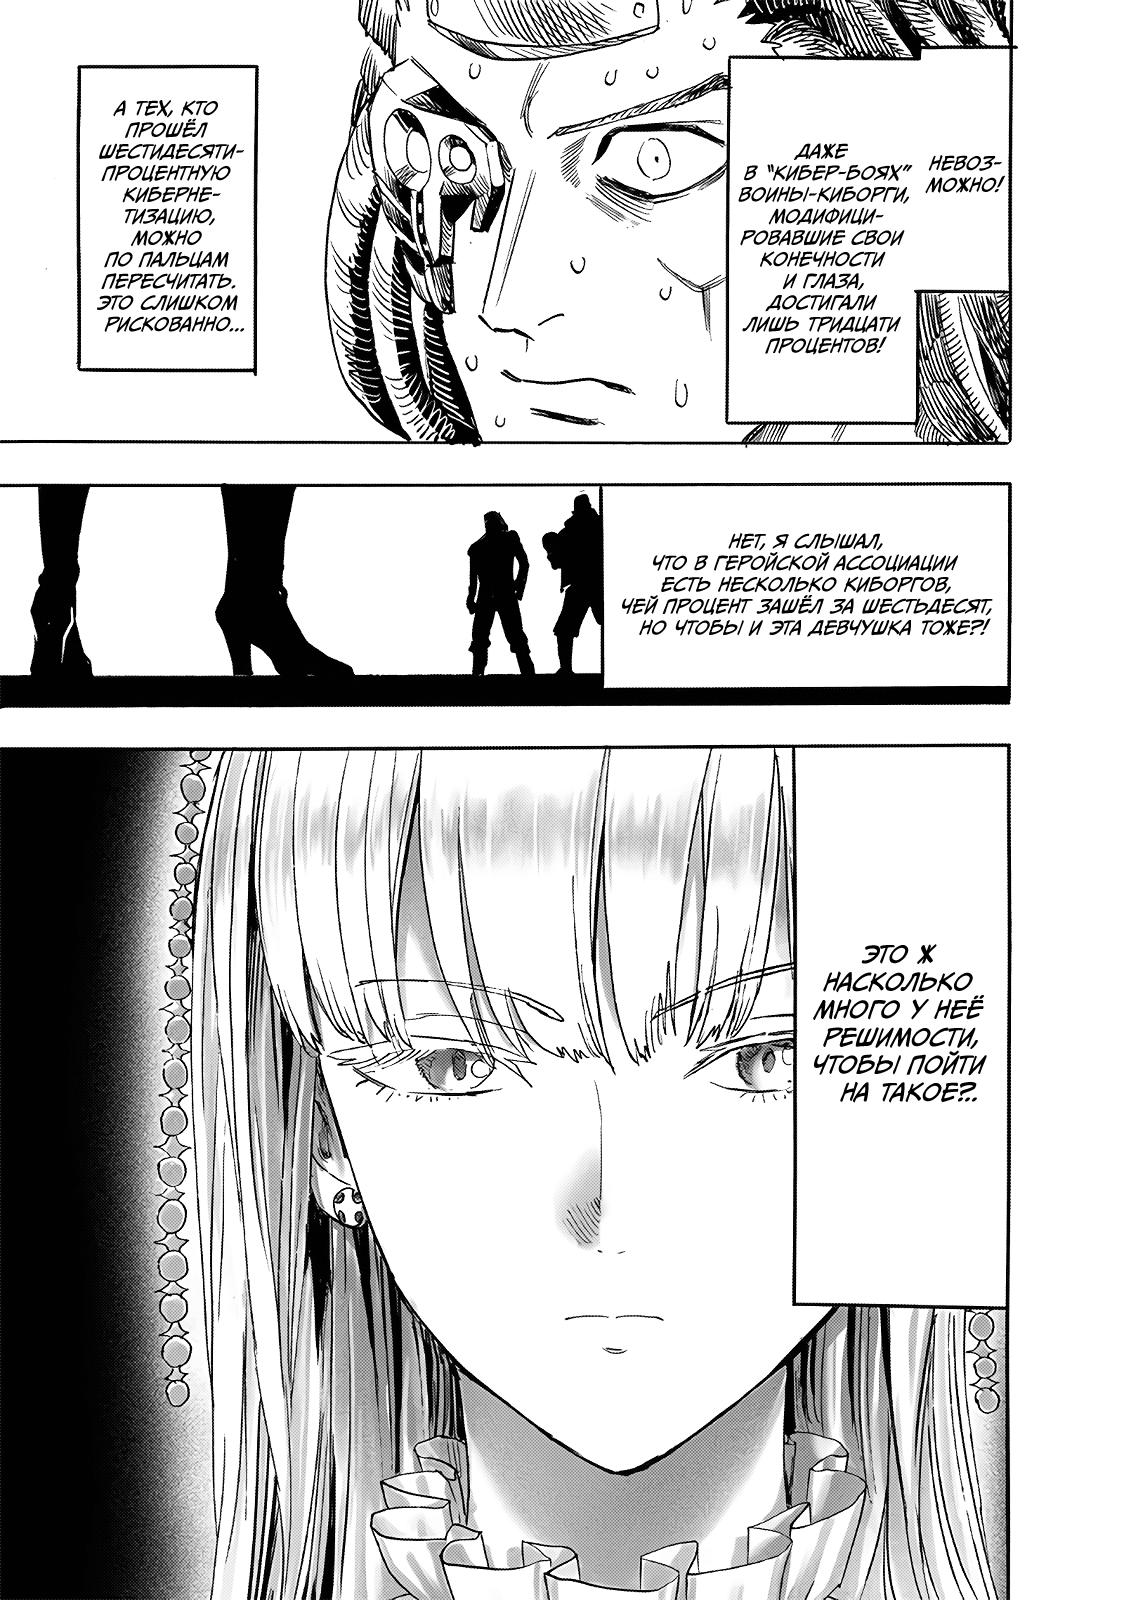 НЕВОЗ-
МОЖНО!
ДАЖЕ
В "КИБЕР-БОЯХ"
ВОИНЫ-КИБОРГИ,
МОДИФИЦИ-
РОВАВШИЕ СВОИ
КОНЕЧНОСТИ
И ГЛАЗА,
ДОСТИГАЛИ
ЛИШЬ ТРИДЦАТИ
ПРОЦЕНТОВ!
А ТЕХ, КТО
ПРОШЁЛ
ШЕСТИДЕСЯТИ-
ПРОЦЕНТНУЮ
КИБЕРНЕ-
ТИЗАЦИЮ,
МОЖНО
ПО ПАЛЬЦАМ
ПЕРЕСЧИТАТЬ.
ЭТО СЛИШКОМ
РИСКОВАННО...
НЕТ, Я СЛЫШАЛ,
ЧТО В ГЕРОЙСКОЙ АССОЦИАЦИИ
ЕСТЬ НЕСКОЛЬКО КИБОРГОВ,
ЧЕЙ ПРОЦЕНТ ЗАШЁЛ ЗА ШЕСТЬДЕСЯТ,
НО ЧТОБЫ И ЭТА ДЕВЧУШКА ТОЖЕ?!
ЭТО Ж
НАСКОЛЬКО
МНОГО У НЕЁ
РЕШИМОСТИ,
ЧТОБЫ ПОЙТИ
НА ТАКОЕ?..